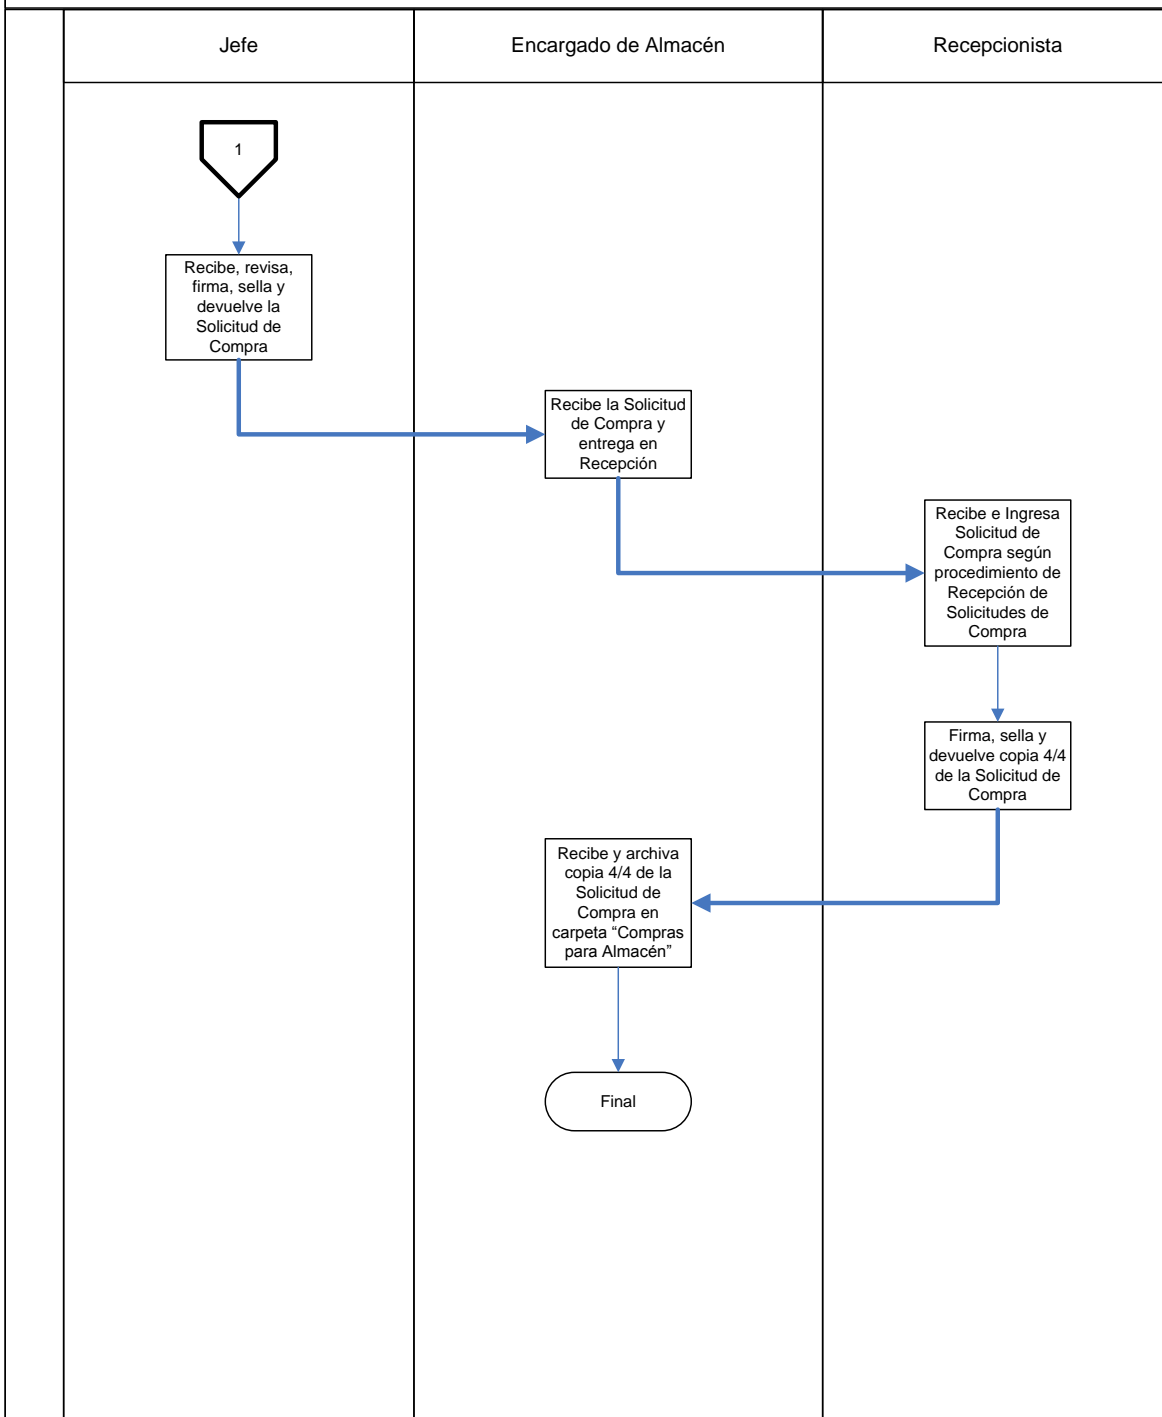 Jefe
Encargado de Almacén
Recepcionista
1
Recibe, revisa,
firma, sella y
devuelve la
Solicitud de
Compra
Recibe la Solicitud
de Compra y
entrega en
Recepción
Recibe e Ingresa
Solicitud de
Compra según
procedimiento de
Recepción de
Solicitudes de
Compra
Firma, sella y
devuelve copia 4/4
de la Solicitud de
Compra
Recibe y archiva
copia 4/4 de la
Solicitud de
Compra en
carpeta “Compras
para Almacén”
Final